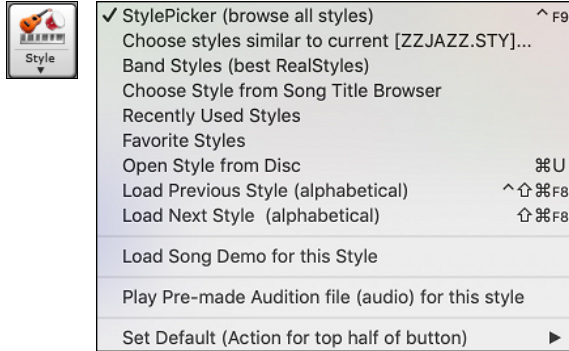 Style
✓ StylePicker (browse all styles) ^F9
Choose styles similar to current [ZZJAZZ.STY]...
Band Styles (best RealStyles)
Choose Style from Song Title Browser
Recently Used Styles
Favorite Styles
Open Style from Disc ⌘U
Load Previous Style (alphabetical) ^⇧⌘F8
Load Next Style (alphabetical) ⇧⌘F8
Load Song Demo for this Style
Play Pre-made Audition file (audio) for this style
Set Default (Action for top half of button) ▶